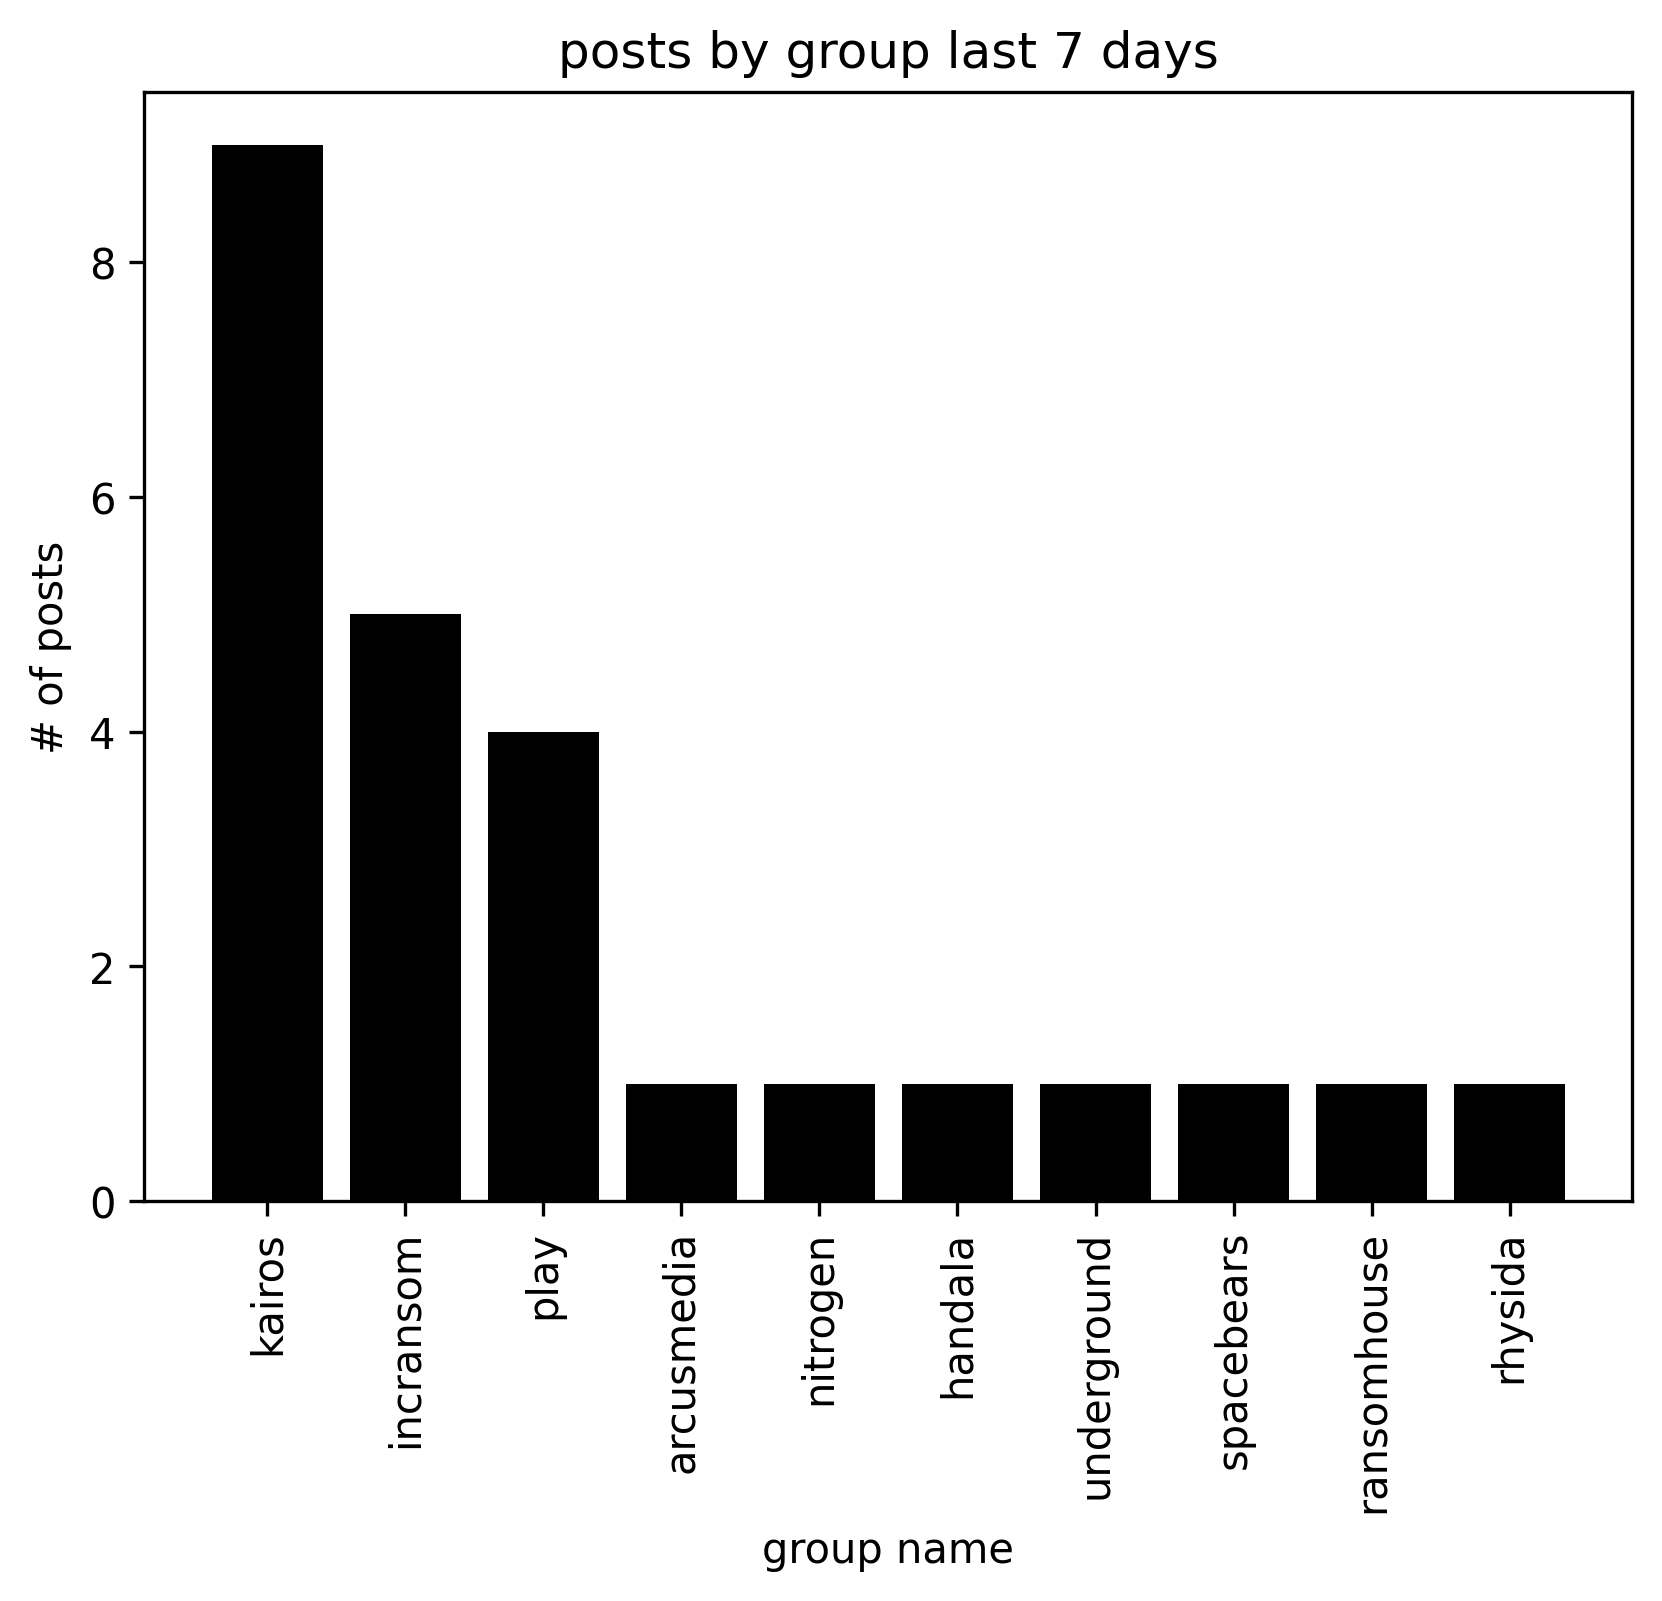 posts by group last 7 days
# of posts
8
6
4
2
0
kairos
incransom
play
arcusmedia
nitrogen
handala
underground
spacebears
ransomhouse
rhysida
group name